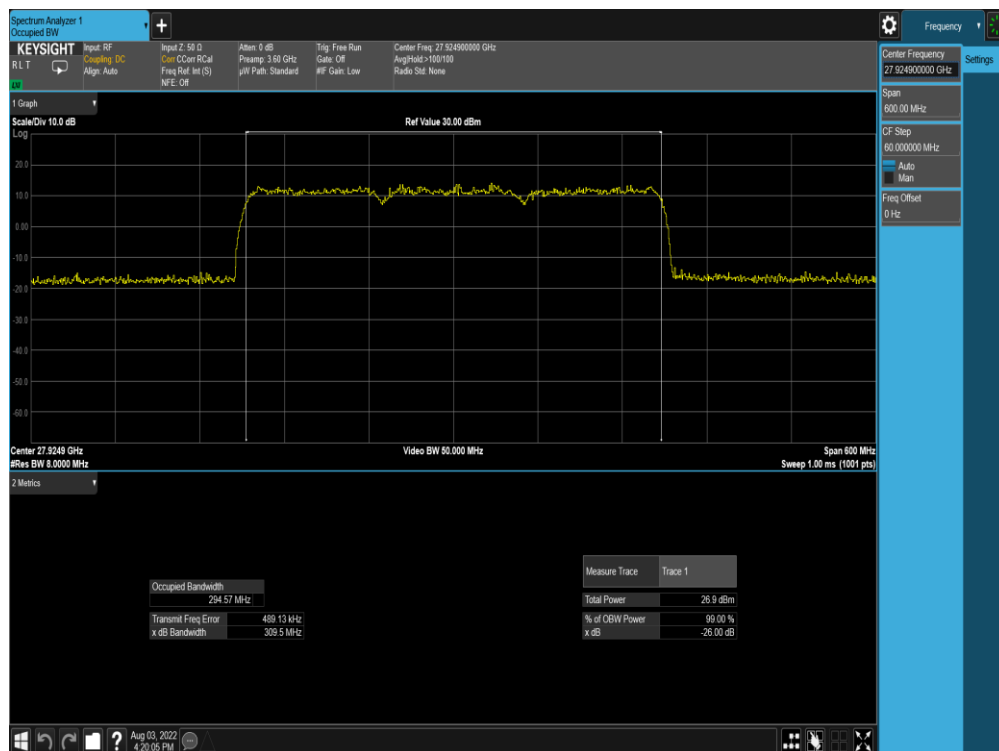 Spectrum Analyzer 1
Occupied BW
+
Frequency
KEYSIGHT
RLT
LXI
Input: RF
Coupling: DC
Align: Auto
Input Z: 50 Ω
Corr CCorr RCal
Freq Ref: Int (S)
NFE: Off
Atten: 0 dB
Preamp: 3.60 GHz
µW Path: Standard
Trig: Free Run
Gate: Off
#IF Gain: Low
Center Freq: 27.924900000 GHz
Avg|Hold:>100/100
Radio Std: None
Center Frequency
27.924900000 GHz
Settings
Span
600.00 MHz
CF Step
60.000000 MHz
Auto
Man
Freq Offset
0 Hz
1 Graph
Scale/Div 10.0 dB
Ref Value 30.00 dBm
Log
20.0
10.0
0.00
-10.0
-20.0
-30.0
-40.0
-50.0
-60.0
Center 27.9249 GHz
Video BW 50.000 MHz
Span 600 MHz
#Res BW 8.0000 MHz
Sweep 1.00 ms (1001 pts)
2 Metrics
Measure Trace Trace 1
Occupied Bandwidth
294.57 MHz
Total Power 26.9 dBm
Transmit Freq Error 489.13 kHz
% of OBW Power 99.00 %
x dB Bandwidth 309.5 MHz
x dB -26.00 dB
?
Aug 03, 2022
4:20:05 PM